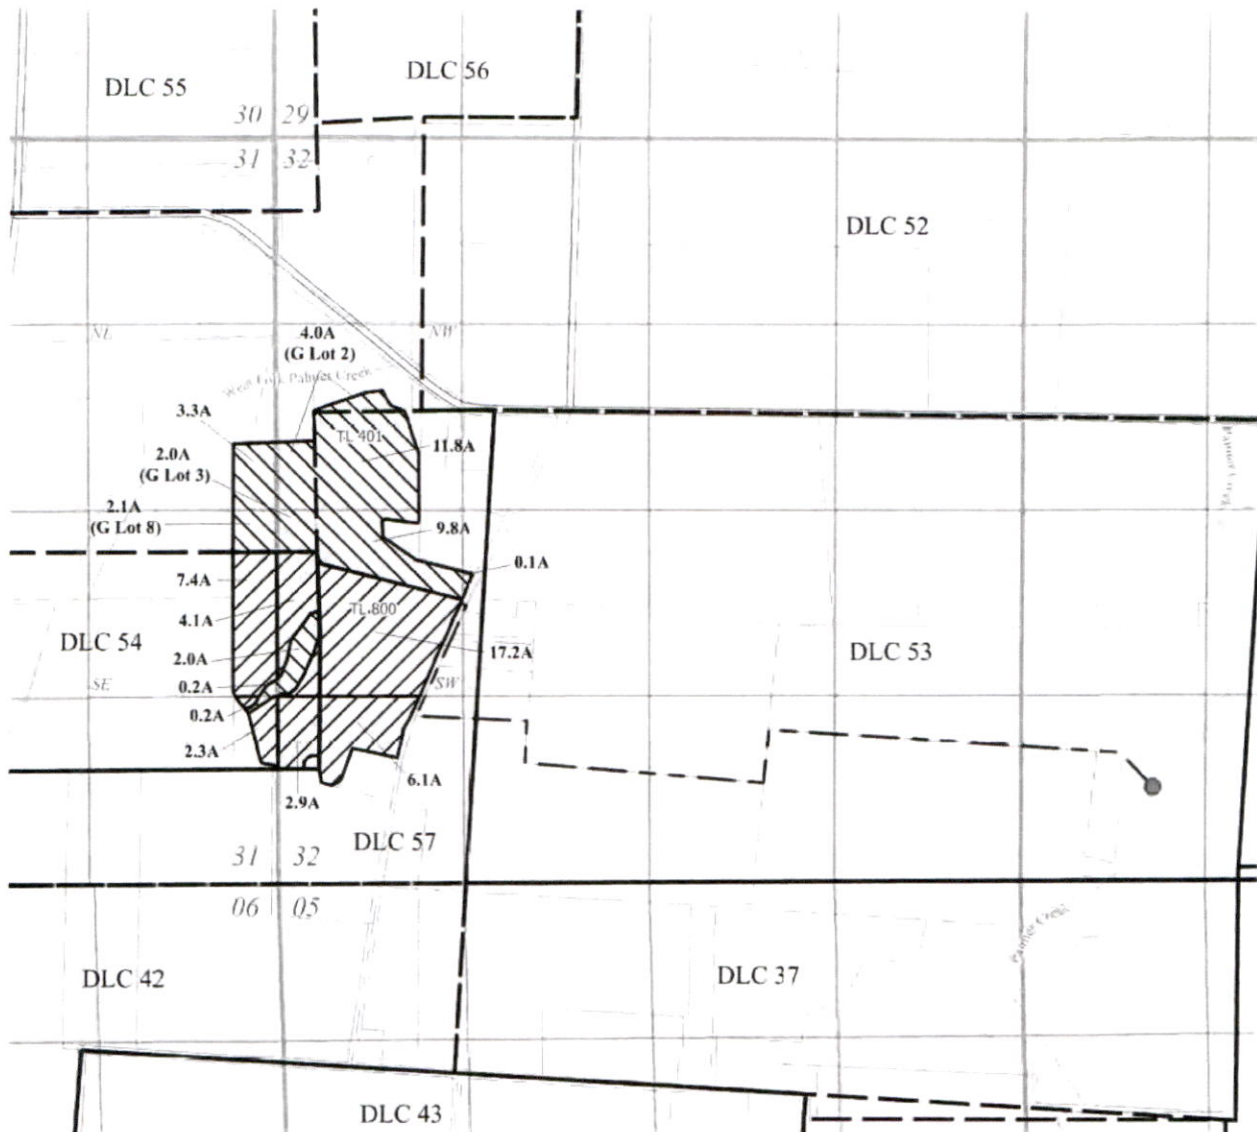 DLC 56
DLC 55
30 29
31 32
DLC 52
4.0A
(G Lot 2)
NW
West Fork Palmer Creek
3.3A
TL 401
11.8A
2.0A
(G Lot 3)
2.1A
(G Lot 8)
9.8A
0.1A
7.4A
TL 800
4.1A
DLC 54
17.2A
DLC 53
2.0A
SE
0.2A
SW
0.2A
2.3A
6.1A
2.9A
DLC 57
31 32
06 05
Palmer Creek
DLC 42
DLC 37
DLC 43